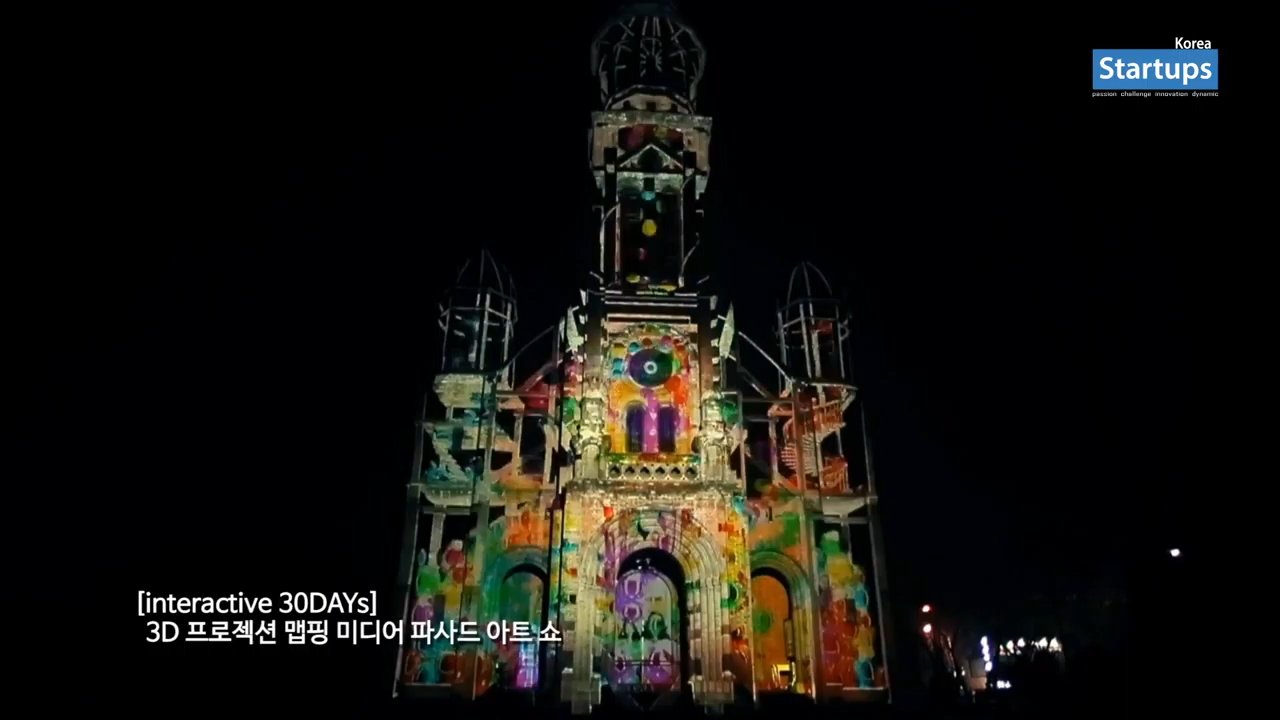 Korea
Startups
passion challenge innovation dynamic
[interactive 30DAYs]
3D 프로젝션 맵핑 미디어 파사드 아트 쇼